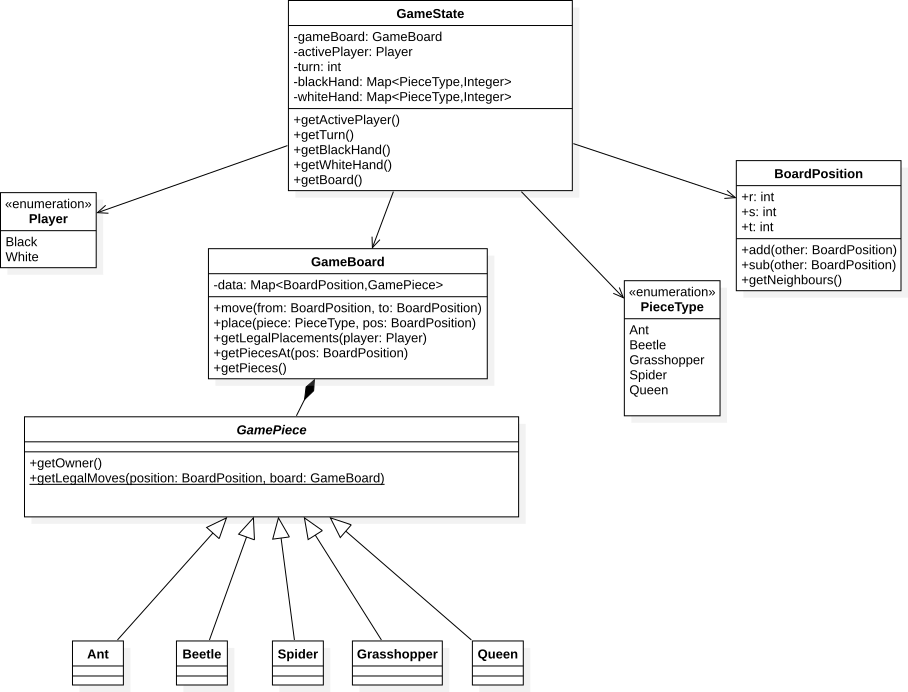 GameState
-gameBoard: GameBoard
-activePlayer: Player
-turn: int
-blackHand: Map<PieceType,Integer>
-whiteHand: Map<PieceType,Integer>
+getActivePlayer()
+getTurn()
+getBlackHand()
+getWhiteHand()
+getBoard()
«enumeration»
Player
Black
White
BoardPosition
+r: int
+s: int
+t: int
+add(other: BoardPosition)
+sub(other: BoardPosition)
+getNeighbours()
GameBoard
-data: Map<BoardPosition,GamePiece>
+move(from: BoardPosition, to: BoardPosition)
+place(piece: PieceType, pos: BoardPosition)
+getLegalPlacements(player: Player)
+getPiecesAt(pos: BoardPosition)
+getPieces()
«enumeration»
PieceType
Ant
Beetle
Grasshopper
Spider
Queen
GamePiece
+getOwner()
+getLegalMoves(position: BoardPosition, board: GameBoard)
Ant
Beetle
Spider
Grasshopper
Queen